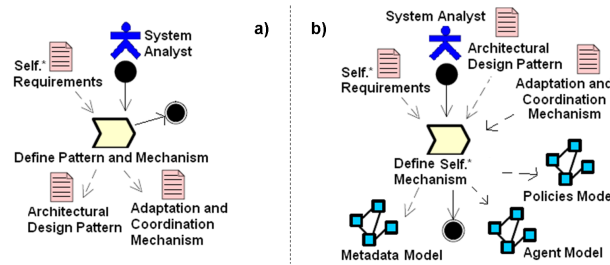 System
Analyst
a)
Self.*
Requirements
Define Pattern and Mechanism
Architectural
Design Pattern
Adaptation and
Coordination
Mechanism
b)
System Analyst
Architectural
Design Pattern
Self.*
Requirements
Adaptation and
Coordination
Mechanism
Define Self.*
Mechanism
Policies Model
Metadata Model
Agent Model